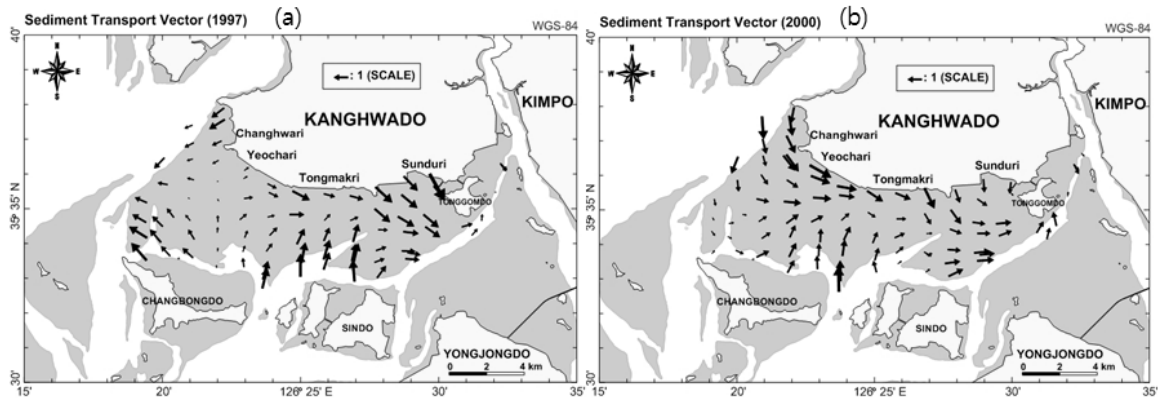 Sediment Transport Vector (1997) (a) WGS-84
40'
N
W E
S
: 1 (SCALE)
KIMPO
KANGHWADO
Changhwari
Yeochari
Sunduri
Tongmakri
TONGGOMDO
35 N
35°
CHANGBONGDO
SINDO
YONGJONGDO
0 2 4 km
30'
15' 20' 126°25' E 30' 35'
Sediment Transport Vector (2000) (b) WGS-84
40'
N
W E
S
: 1 (SCALE)
KIMPO
KANGHWADO
Changhwari
Yeochari
Sunduri
Tongmakri
TONGGOMDO
35 N
35°
CHANGBONGDO
SINDO
YONGJONGDO
0 2 4 km
30'
15' 20' 126°25' E 30' 35'